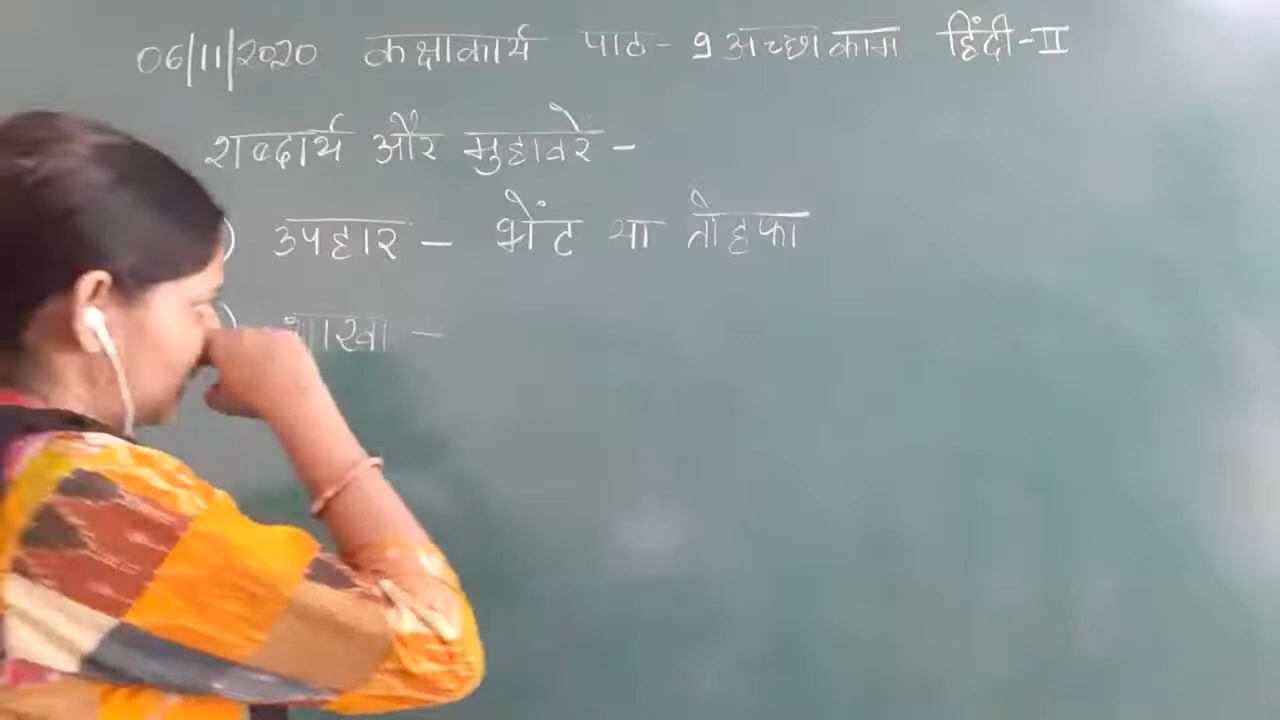 06/11/2020 कक्षाकार्य पाठ- 9 अच्छा काम हिंदी-II
शब्दार्थ और मुहावरे -
) उपहार - भेंट या तोहफा
) शाखा -